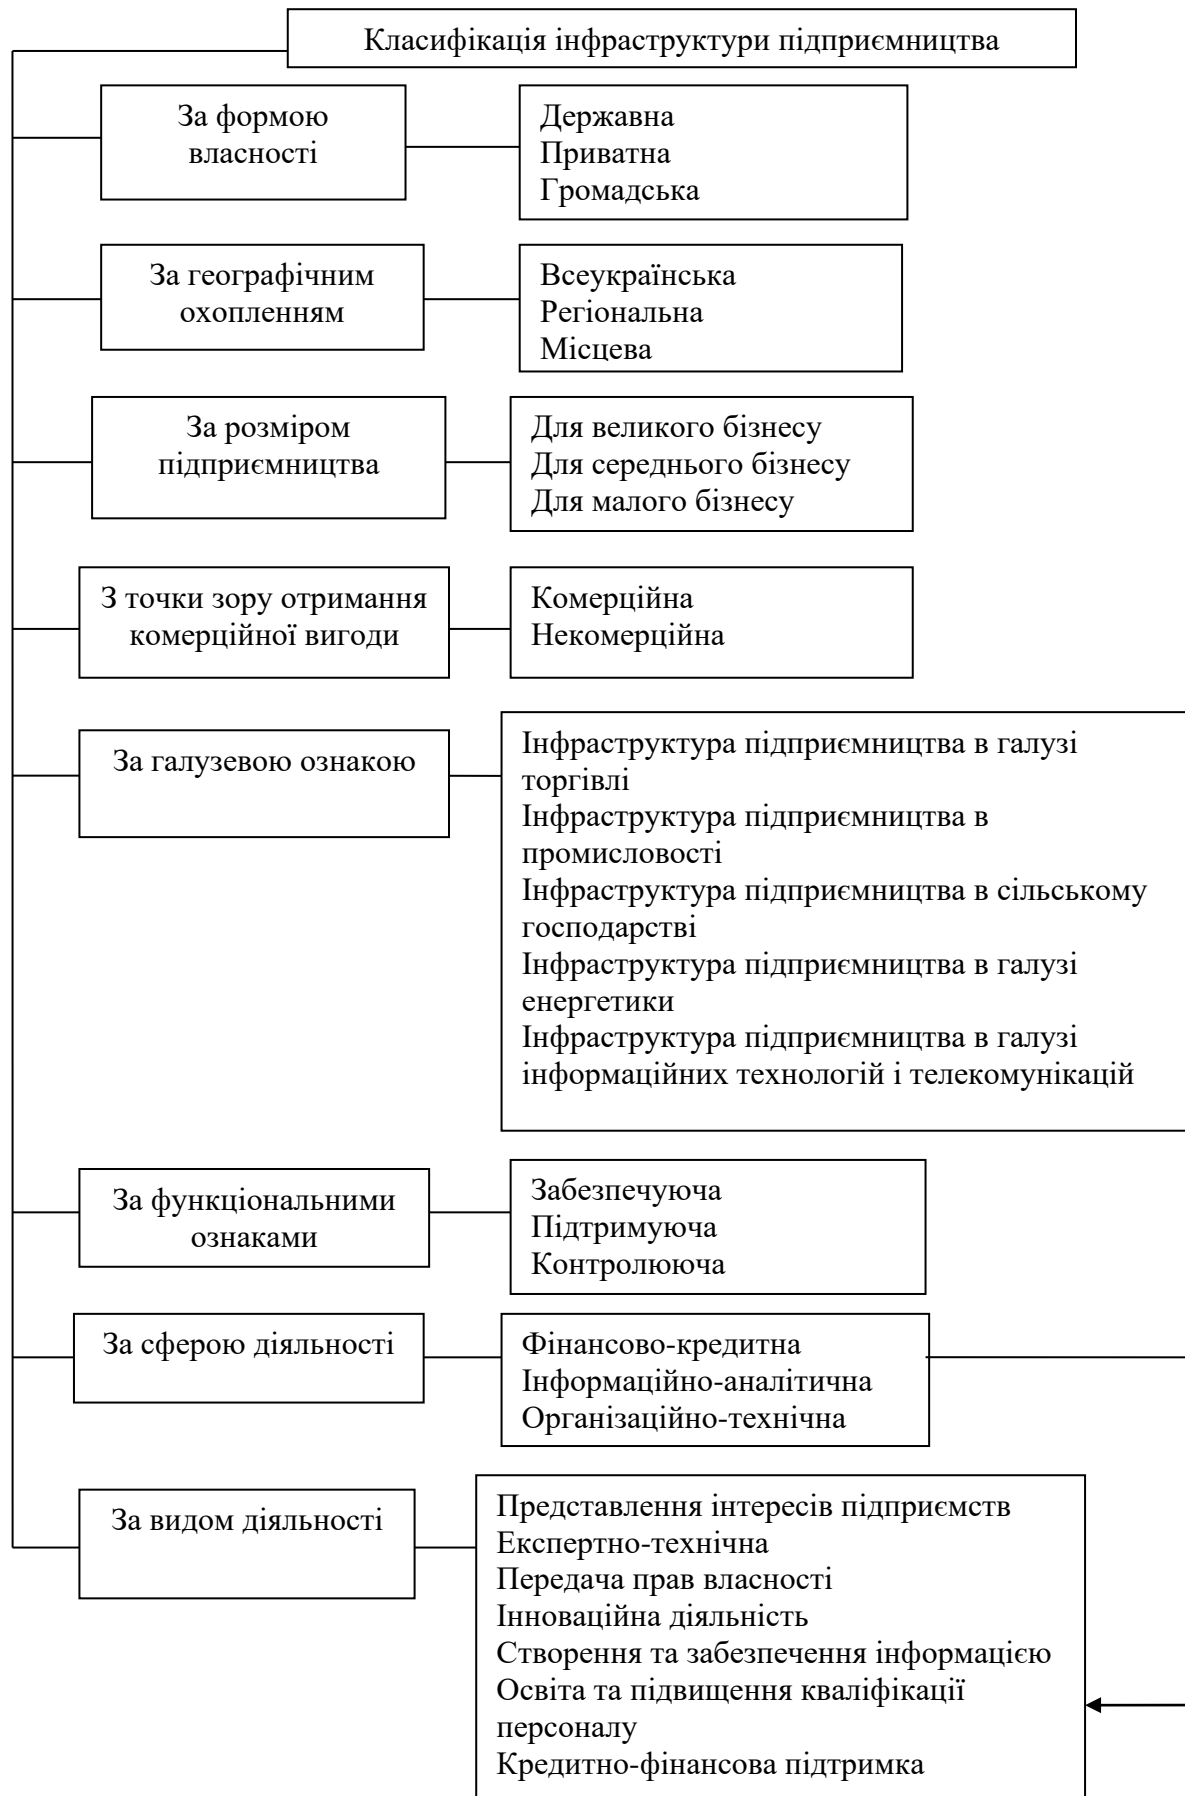 Класифікація інфраструктури підприємництва
За формою
власності
Державна
Приватна
Громадська
За географічним
охопленням
Всеукраїнська
Регіональна
Місцева
За розміром
підприємництва
Для великого бізнесу
Для середнього бізнесу
Для малого бізнесу
З точки зору отримання
комерційної вигоди
Комерційна
Некомерційна
За галузевою ознакою
Інфраструктура підприємництва в галузі
торгівлі
Інфраструктура підприємництва в
промисловості
Інфраструктура підприємництва в сільському
господарстві
Інфраструктура підприємництва в галузі
енергетики
Інфраструктура підприємництва в галузі
інформаційних технологій і телекомунікацій
За функціональними
ознаками
Забезпечуюча
Підтримуюча
Контролююча
За сферою діяльності
Фінансово-кредитна
Інформаційно-аналітична
Організаційно-технічна
За видом діяльності
Представлення інтересів підприємств
Експертно-технічна
Передача прав власності
Інноваційна діяльність
Створення та забезпечення інформацією
Освіта та підвищення кваліфікації
персоналу
Кредитно-фінансова підтримка